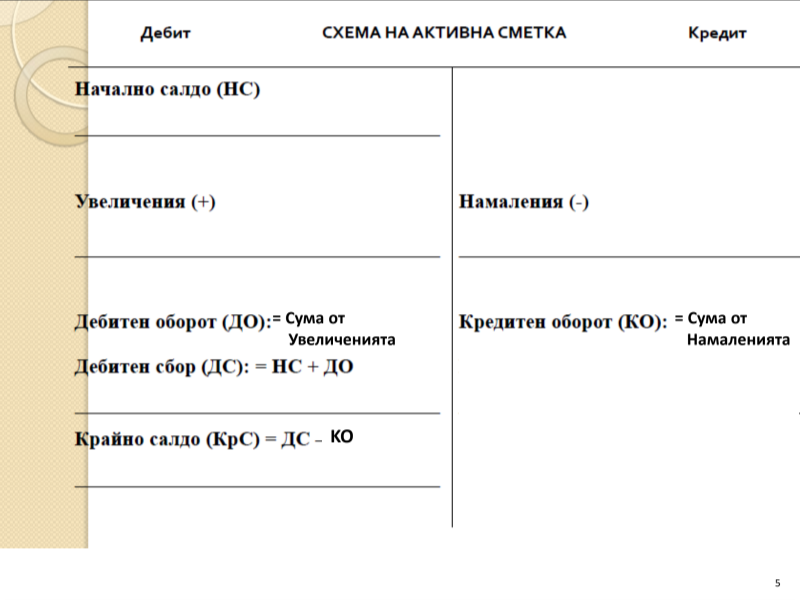 Дебит СХЕМА НА АКТИВНА СМЕТКА Кредит
Начално салдо (НС)
Увеличения (+) Намаления (-)
Дебитен оборот (ДО):= Сума от
Увеличенията
Кредитен оборот (КО): = Сума от
Намаленията
Дебитен сбор (ДС): = НС + ДО
Крайно салдо (КрС) = ДС – КО
5